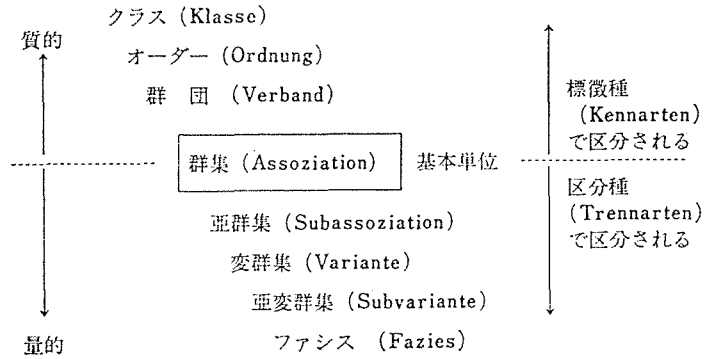 クラス (Klasse)
質的
オーダー (Ordnung)
群 団 (Verband)
標徴種
(Kennarten)
で区分される
群集 (Assoziation)
基本単位
区分種
(Trennarten)
で区分される
亜群集 (Subassoziation)
変群集 (Variante)
亜変群集 (Subvariante)
量的
ファシス (Fazies)